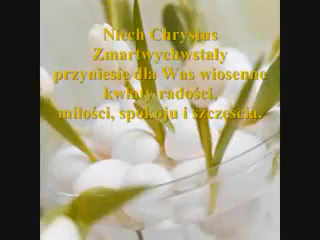 Niech Chrystus
Zmartwychwstały
przyniesie dla Was wiosenne
kwiaty radości,
miłości, spokoju i szczęścia.